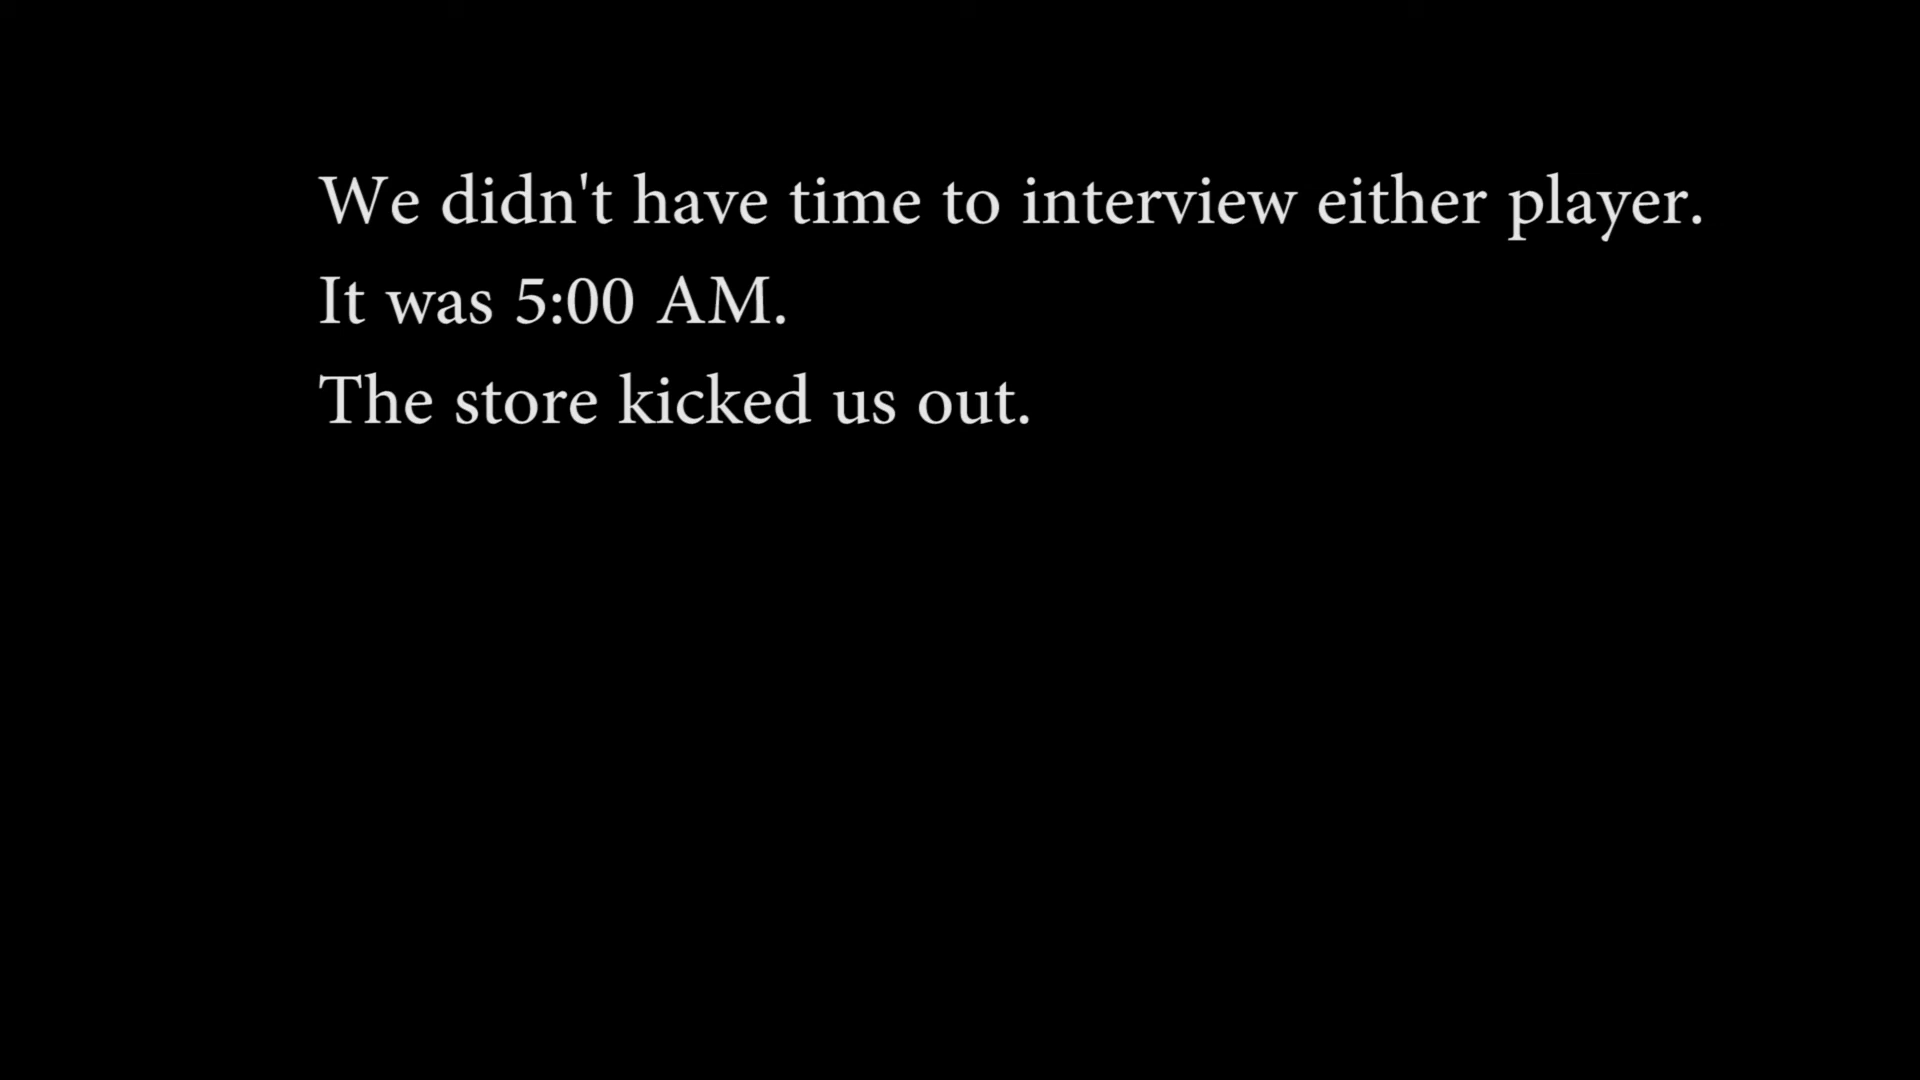 We didn't have time to interview either player.
It was 5:00 AM.
The store kicked us out.